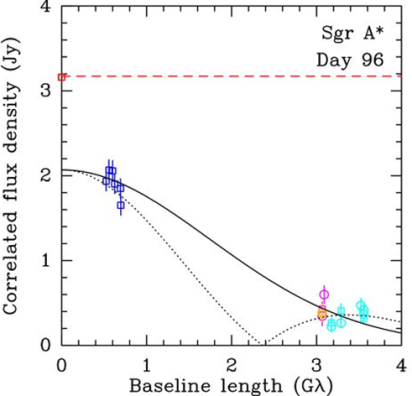 Sgr A*
Day 96
Correlated flux density (Jy)
4
3
2
1
0
0 1 2 3 4
Baseline length (Gλ)